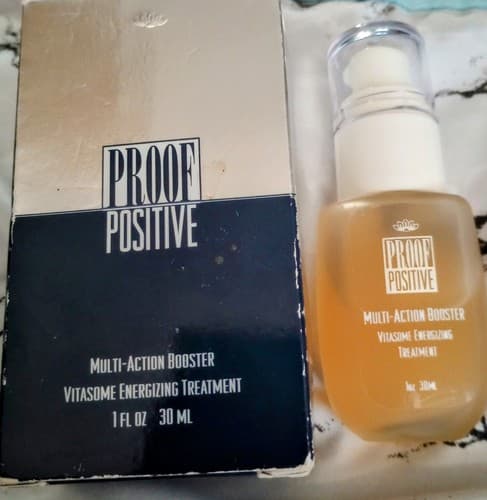 PROOF
POSITIVE
MULTI-ACTION BOOSTER
VITASOME ENERGIZING TREATMENT
1 FL OZ 30 ML
PROOF
POSITIVE
MULTI-ACTION BOOSTER
VITASOME ENERGIZING
TREATMENT
1oz 30ML